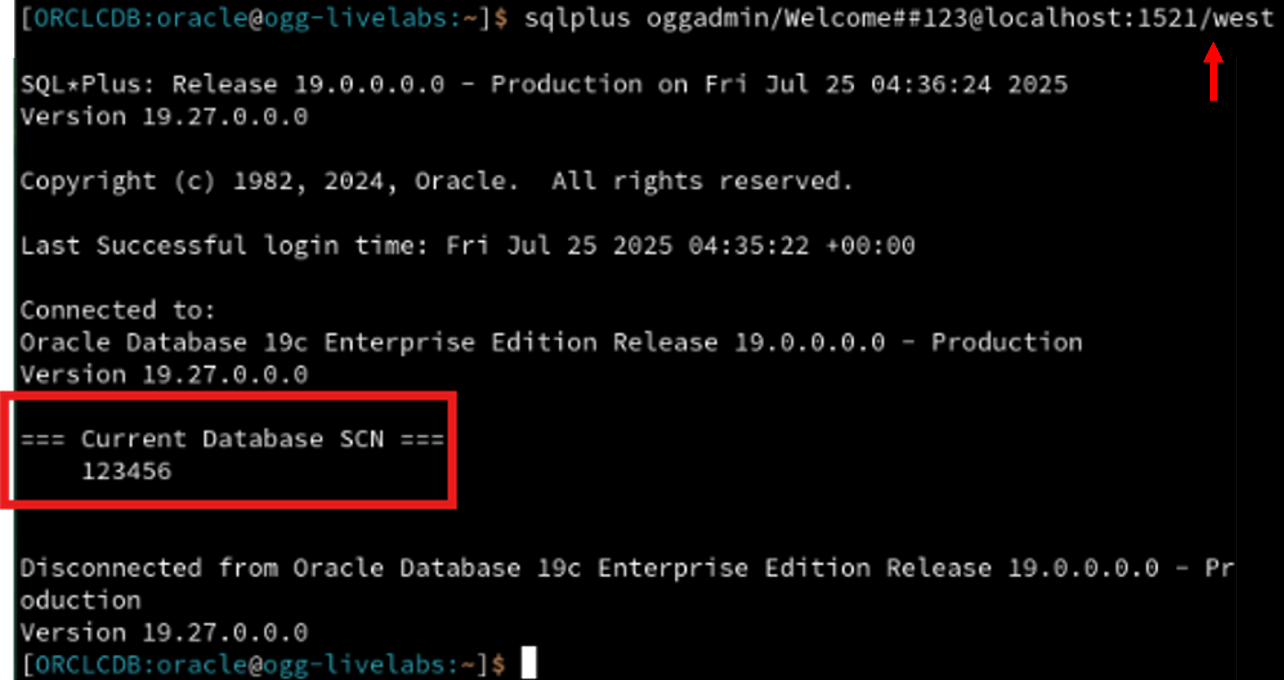 [ORCLCDB:oracle@ogg-livelabs:~]$ sqlplus oggadmin/Welcome##123@localhost:1521/west
SQL*Plus: Release 19.0.0.0.0 - Production on Fri Jul 25 04:36:24 2025
Version 19.27.0.0.0
Copyright (c) 1982, 2024, Oracle.  All rights reserved.
Last Successful login time: Fri Jul 25 2025 04:35:22 +00:00
Connected to:
Oracle Database 19c Enterprise Edition Release 19.0.0.0.0 - Production
Version 19.27.0.0.0
=== Current Database SCN ===
    123456
Disconnected from Oracle Database 19c Enterprise Edition Release 19.0.0.0.0 - Pr
oduction
Version 19.27.0.0.0
[ORCLCDB:oracle@ogg-livelabs:~]$